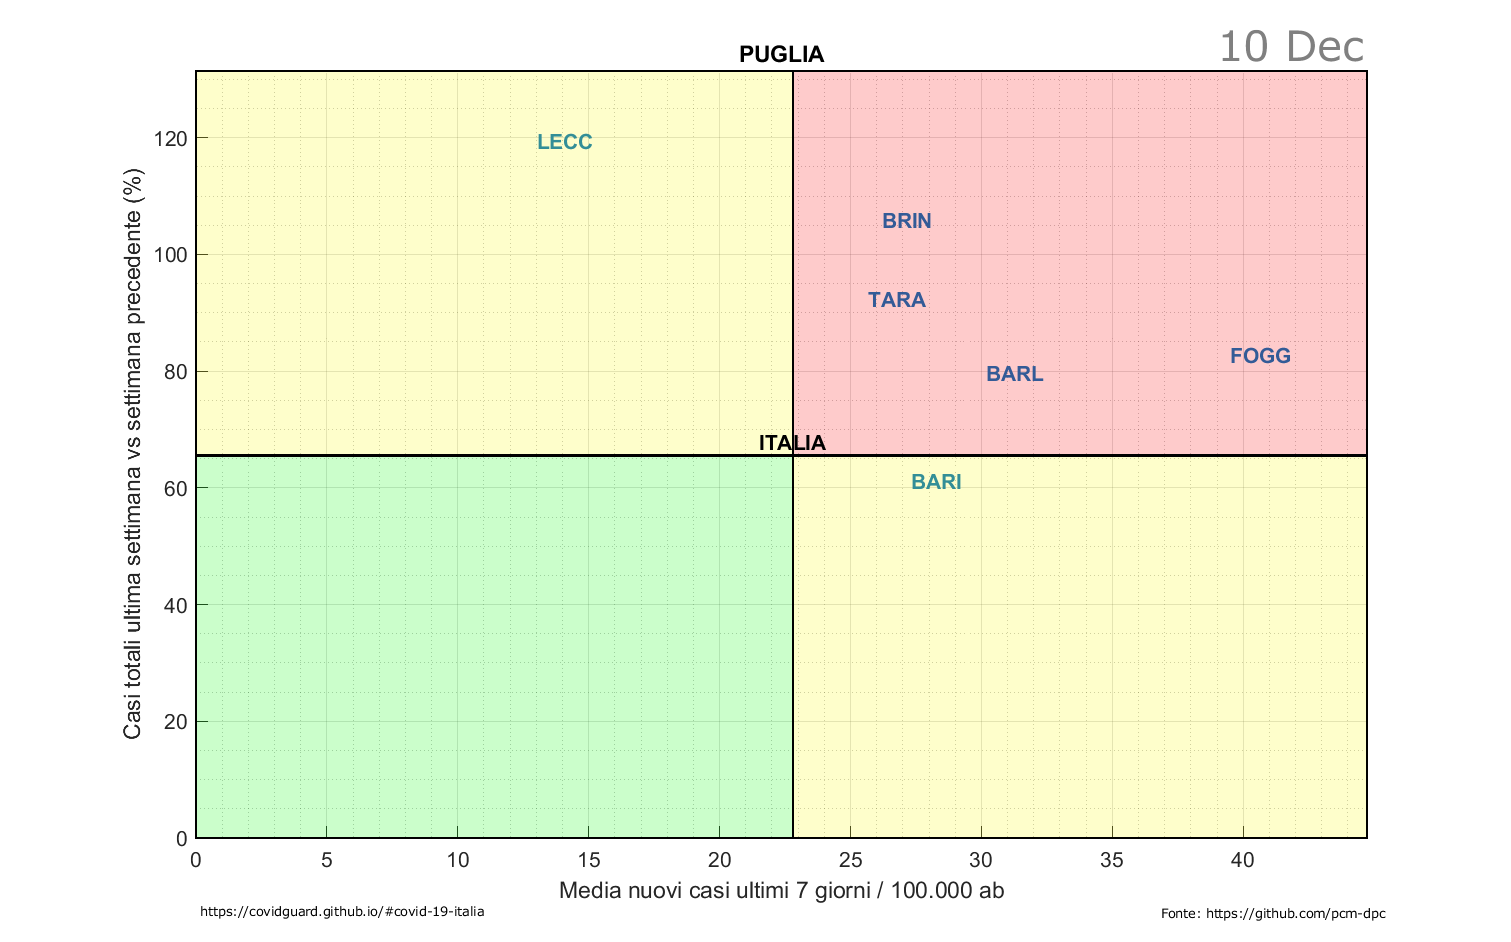 10 Dec
PUGLIA
Casi totali ultima settimana vs settimana precedente (%)
120
100
80
60
40
20
0
LECC
BRIN
TARA
FOGG
BARL
ITALIA
BARI
0 5 10 15 20 25 30 35 40
Media nuovi casi ultimi 7 giorni / 100.000 ab
https://covidguard.github.io/#covid-19-italia
Fonte: https://github.com/pcm-dpc